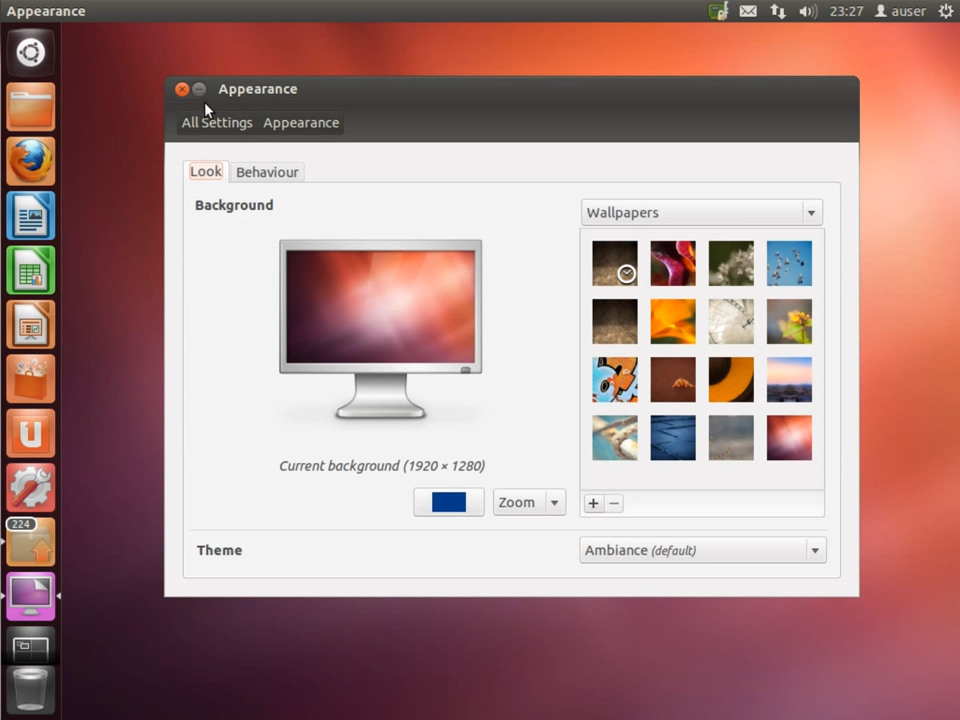 Appearance
23:27 auser
Appearance
All Settings Appearance
Look Behaviour
Background
Wallpapers
Current background (1920 × 1280)
Zoom
Theme
Ambiance (default)
224